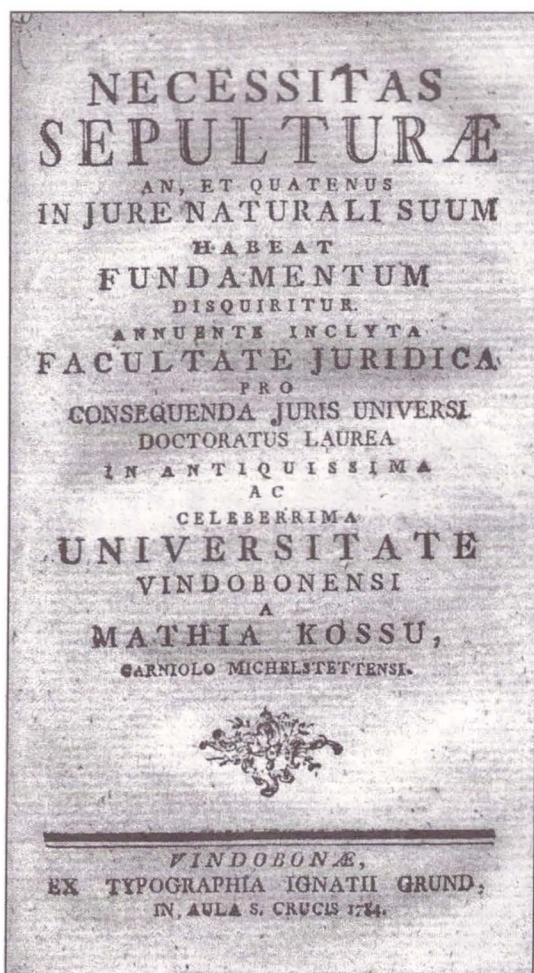 NECESSITAS
SEPULTURÆ
AN, ET QUATENUS
IN JURE NATURALI SUUM
HABEAT
FUNDAMENTUM
DISQUIRITUR.
ANNUENTE INCLYTA
FACULTATE JURIDICA
PRO
CONSEQUENDA JURIS UNIVERSI
DOCTORATUS LAUREA
IN ANTIQUISSIMA
AC
CELEBERRIMA
UNIVERSITATE
VINDOBONENSI
A
MATHIA KOSSU,
CARNIOLO MICHELSTETTENSI.
VINDOBONÆ,
EX TYPOGRAPHIA IGNATII GRUND,
IN AULA S. CRUCIS 1784.